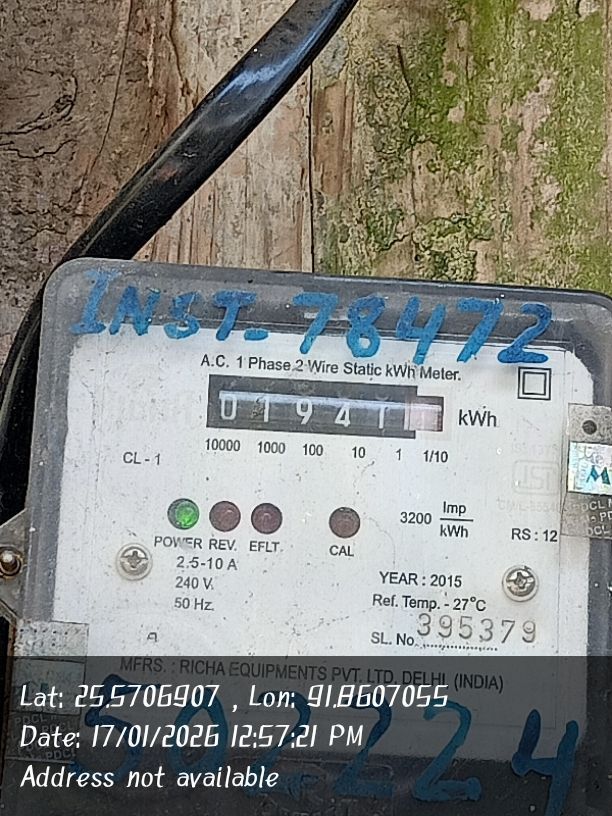 INST. 78472
A.C. 1 Phase 2 Wire Static kWh Meter.
01941 kWh
10000 1000 100 10 1 1/10
CL - 1
3200 Imp/kWh
RS : 12
POWER REV. EFLT. CAL
2.5-10 A
240 V.
50 Hz.
YEAR : 2015
Ref. Temp. - 27°C
SL. No. 395379
MFRS. : RICHA EQUIPMENTS PVT. LTD. DELHI. (INDIA)
Lat: 25.5706907 , Lon: 91.8607055
Date: 17/01/2026 12:57:21 PM
Address not available
502224